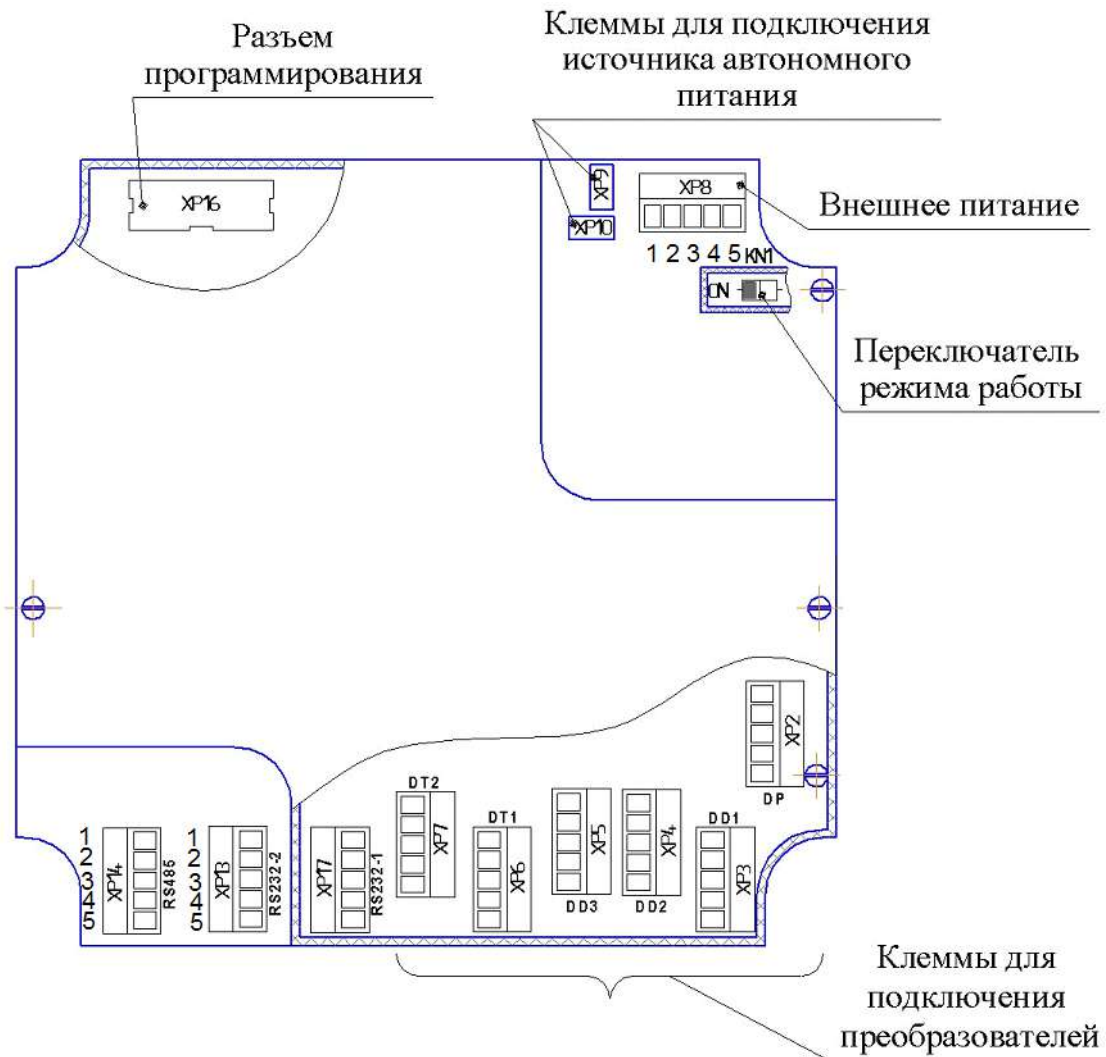 Разъем
программирования
Клеммы для подключения
источника автономного
питания
XP16
XP9
XP10
XP8
Внешнее питание
1 2 3 4 5 KN1
ON
Переключатель
режима работы
XP2
DP
DT2
XP7
DT1
XP6
XP5
DD3
XP4
DD2
DD1
XP3
1
2
3
4
5
XP14
RS485
1
2
3
4
5
XP13
RS232-2
XP17
RS232-1
Клеммы для
подключения
преобразователей